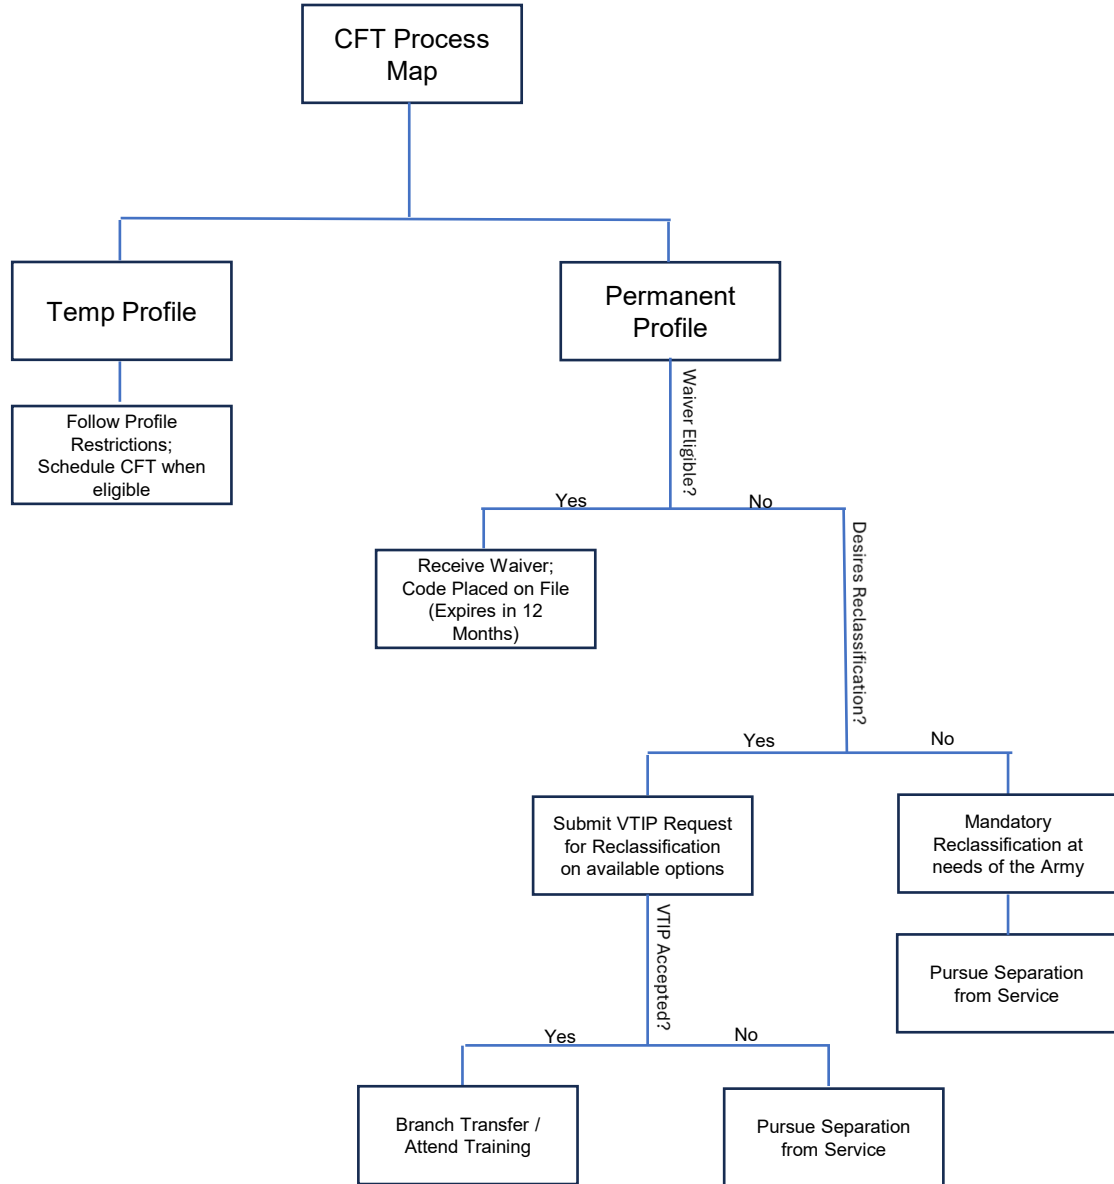 CFT Process
Map
Temp Profile
Permanent
Profile
Follow Profile
Restrictions;
Schedule CFT when
eligible
Waiver Eligible?
Yes
No
Receive Waiver;
Code Placed on File
(Expires in 12
Months)
Desires Reclassification?
Yes
No
Submit VTIP Request
for Reclassification
on available options
Mandatory
Reclassification at
needs of the Army
VTIP Accepted?
Pursue Separation
from Service
Yes
No
Branch Transfer /
Attend Training
Pursue Separation
from Service